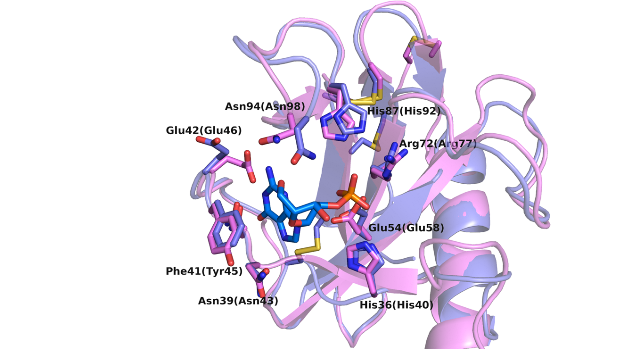 Asn94(Asn98)
His87(His92)
Glu42(Glu46)
Arg72(Arg77)
Glu54(Glu58)
Phe41(Tyr45)
Asn39(Asn43)
His36(His40)